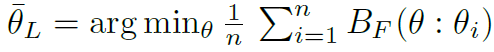 θ̄_L = arg min_θ 1/n ∑_{i=1}^{n} B_F(θ : θ_i)